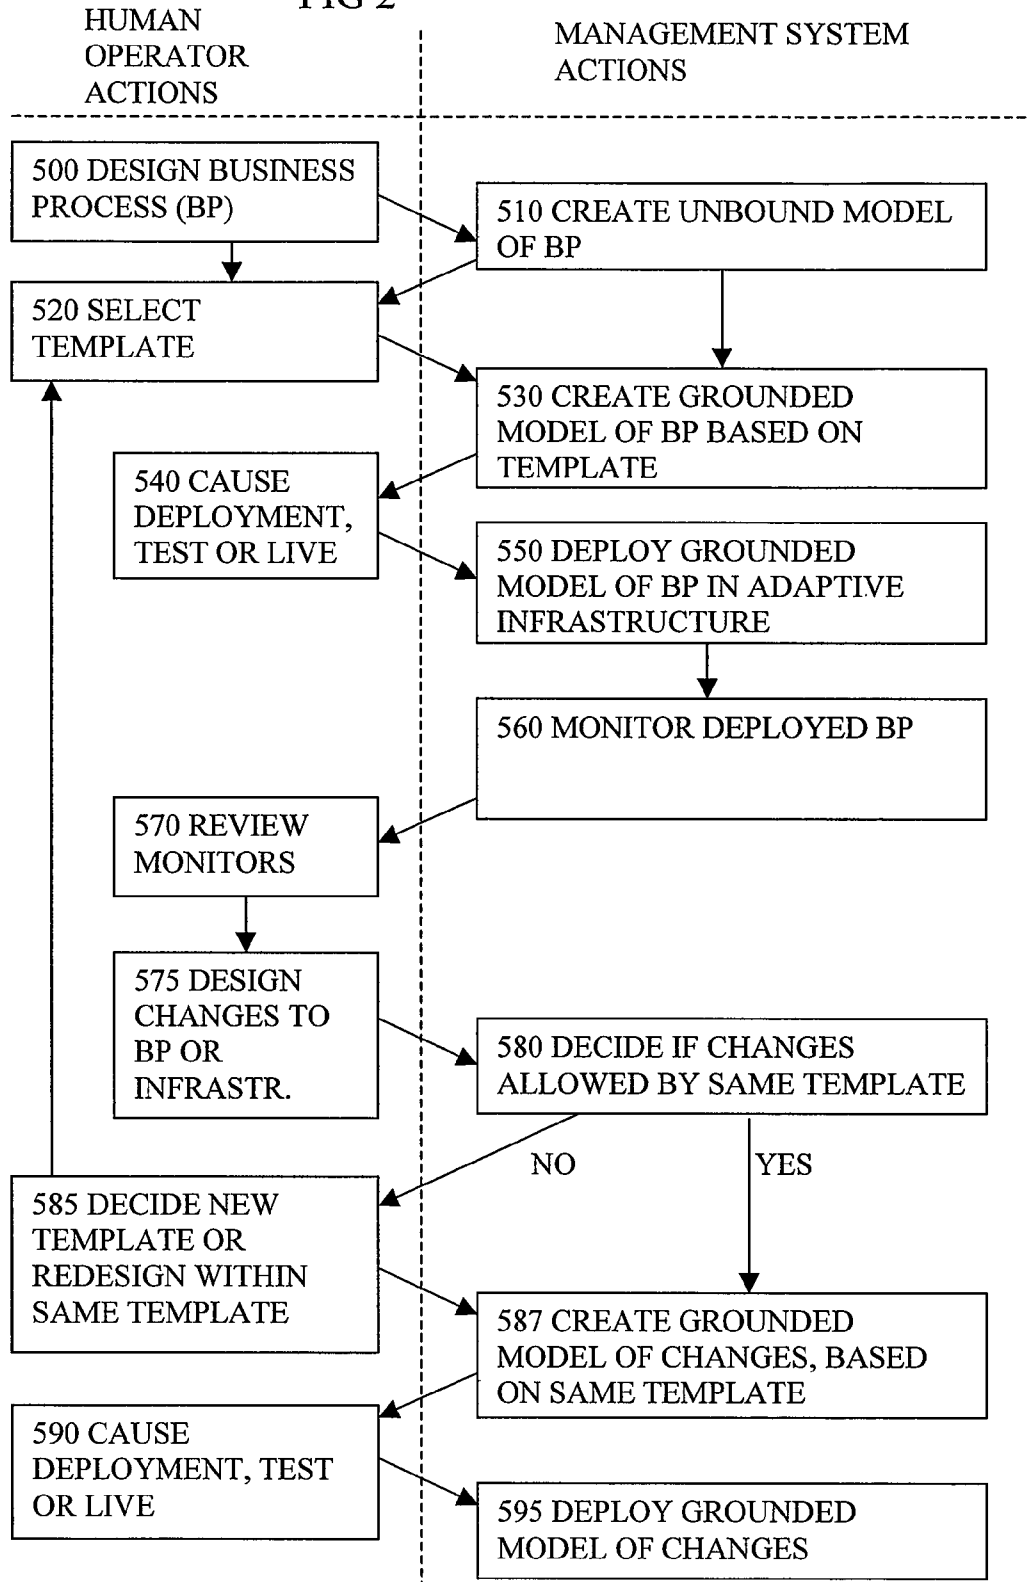 FIG 2
HUMAN
OPERATOR
ACTIONS
MANAGEMENT SYSTEM
ACTIONS
500 DESIGN BUSINESS
PROCESS (BP)
510 CREATE UNBOUND MODEL
OF BP
520 SELECT
TEMPLATE
530 CREATE GROUNDED
MODEL OF BP BASED ON
TEMPLATE
540 CAUSE
DEPLOYMENT,
TEST OR LIVE
550 DEPLOY GROUNDED
MODEL OF BP IN ADAPTIVE
INFRASTRUCTURE
560 MONITOR DEPLOYED BP
570 REVIEW
MONITORS
575 DESIGN
CHANGES TO
BP OR
INFRASTR.
580 DECIDE IF CHANGES
ALLOWED BY SAME TEMPLATE
NO
YES
585 DECIDE NEW
TEMPLATE OR
REDESIGN WITHIN
SAME TEMPLATE
587 CREATE GROUNDED
MODEL OF CHANGES, BASED
ON SAME TEMPLATE
590 CAUSE
DEPLOYMENT, TEST
OR LIVE
595 DEPLOY GROUNDED
MODEL OF CHANGES